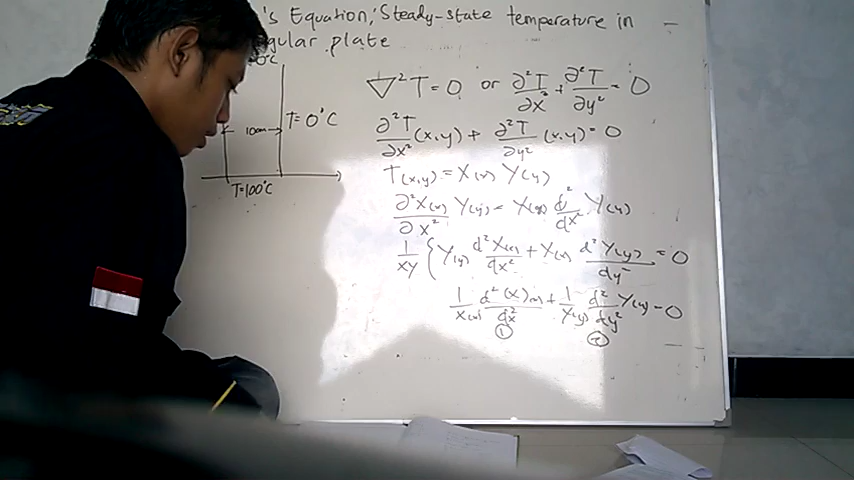 's Equation, Steady-state temperature in
gular plate
0°C
∇²T = 0 or ∂²T/∂x² + ∂²T/∂y² = 0
T = 0°C
10cm
∂²T/∂x² (x,y) + ∂²T/∂y² (x,y) = 0
T(x,y) = X(x) Y(y)
T=100°C
∂²X(x)/∂x² Y(y) = X(x) d²/dx² Y(y)
1/XY { Y(y) d²X(x)/dx² + X(x) d²Y(y)/dy² = 0
1/X(x) d²(X)(x)/dx² + 1/Y(y) d²/dy² Y(y) = 0
① ②